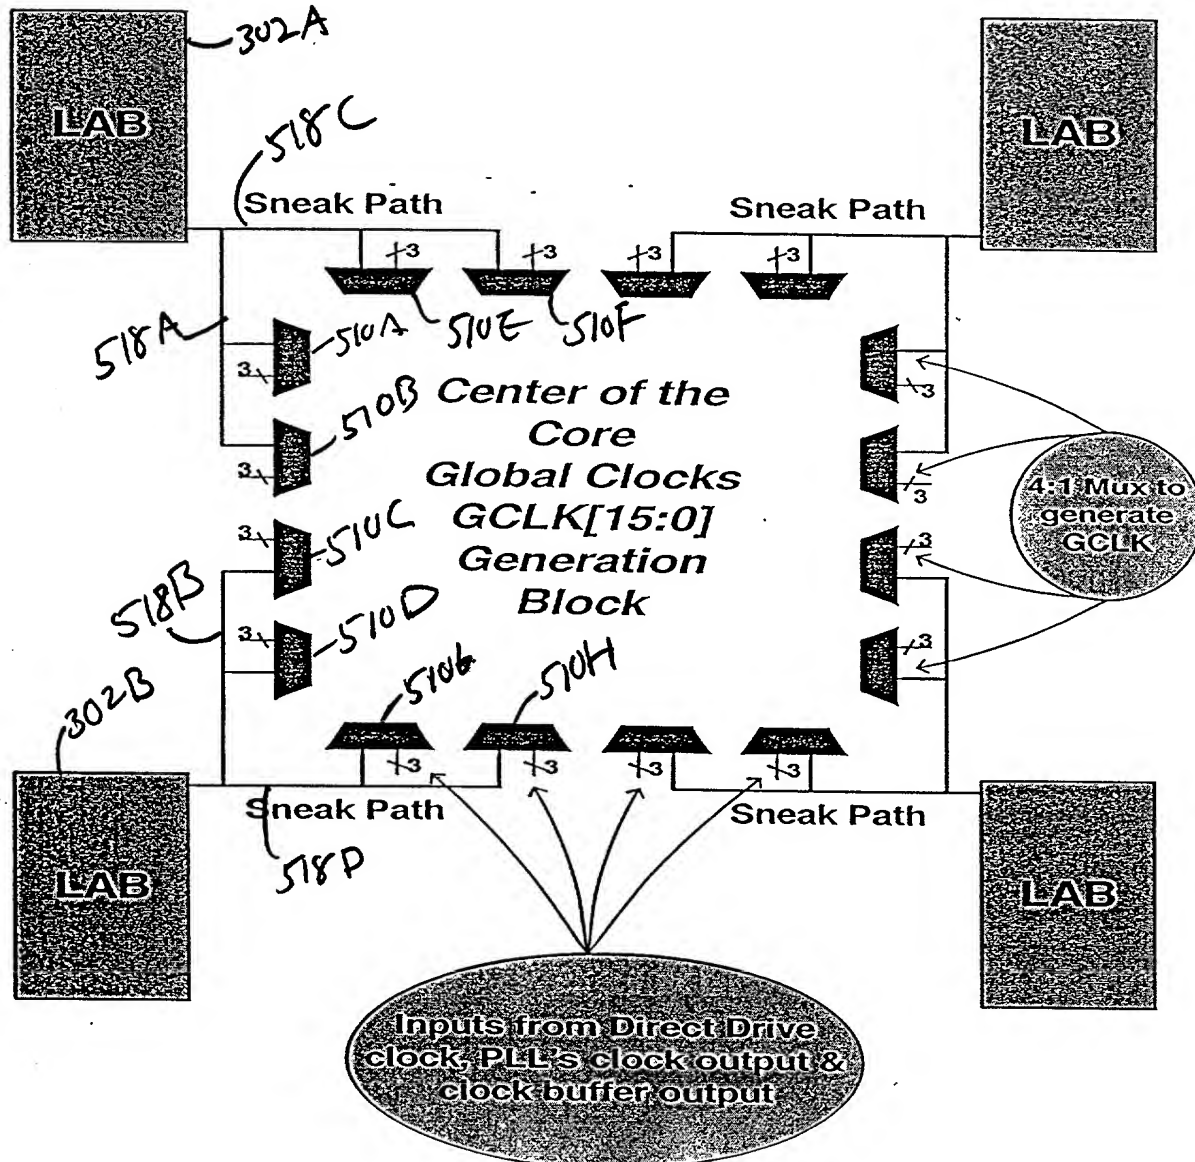 302A
LAB
LAB
518C
Sneak Path
Sneak Path
3
3
3
3
510E
510F
518A
510A
3
3
510B
Center of the
Core
Global Clocks
GCLK[15:0]
Generation
Block
3
3
4:1 Mux to
generate
GCLK
3
510C
3
518B
3
510D
3
510G
510H
302B
3
3
3
3
Sneak Path
Sneak Path
518D
LAB
LAB
Inputs from Direct Drive
clock, PLL's clock output &
clock buffer output